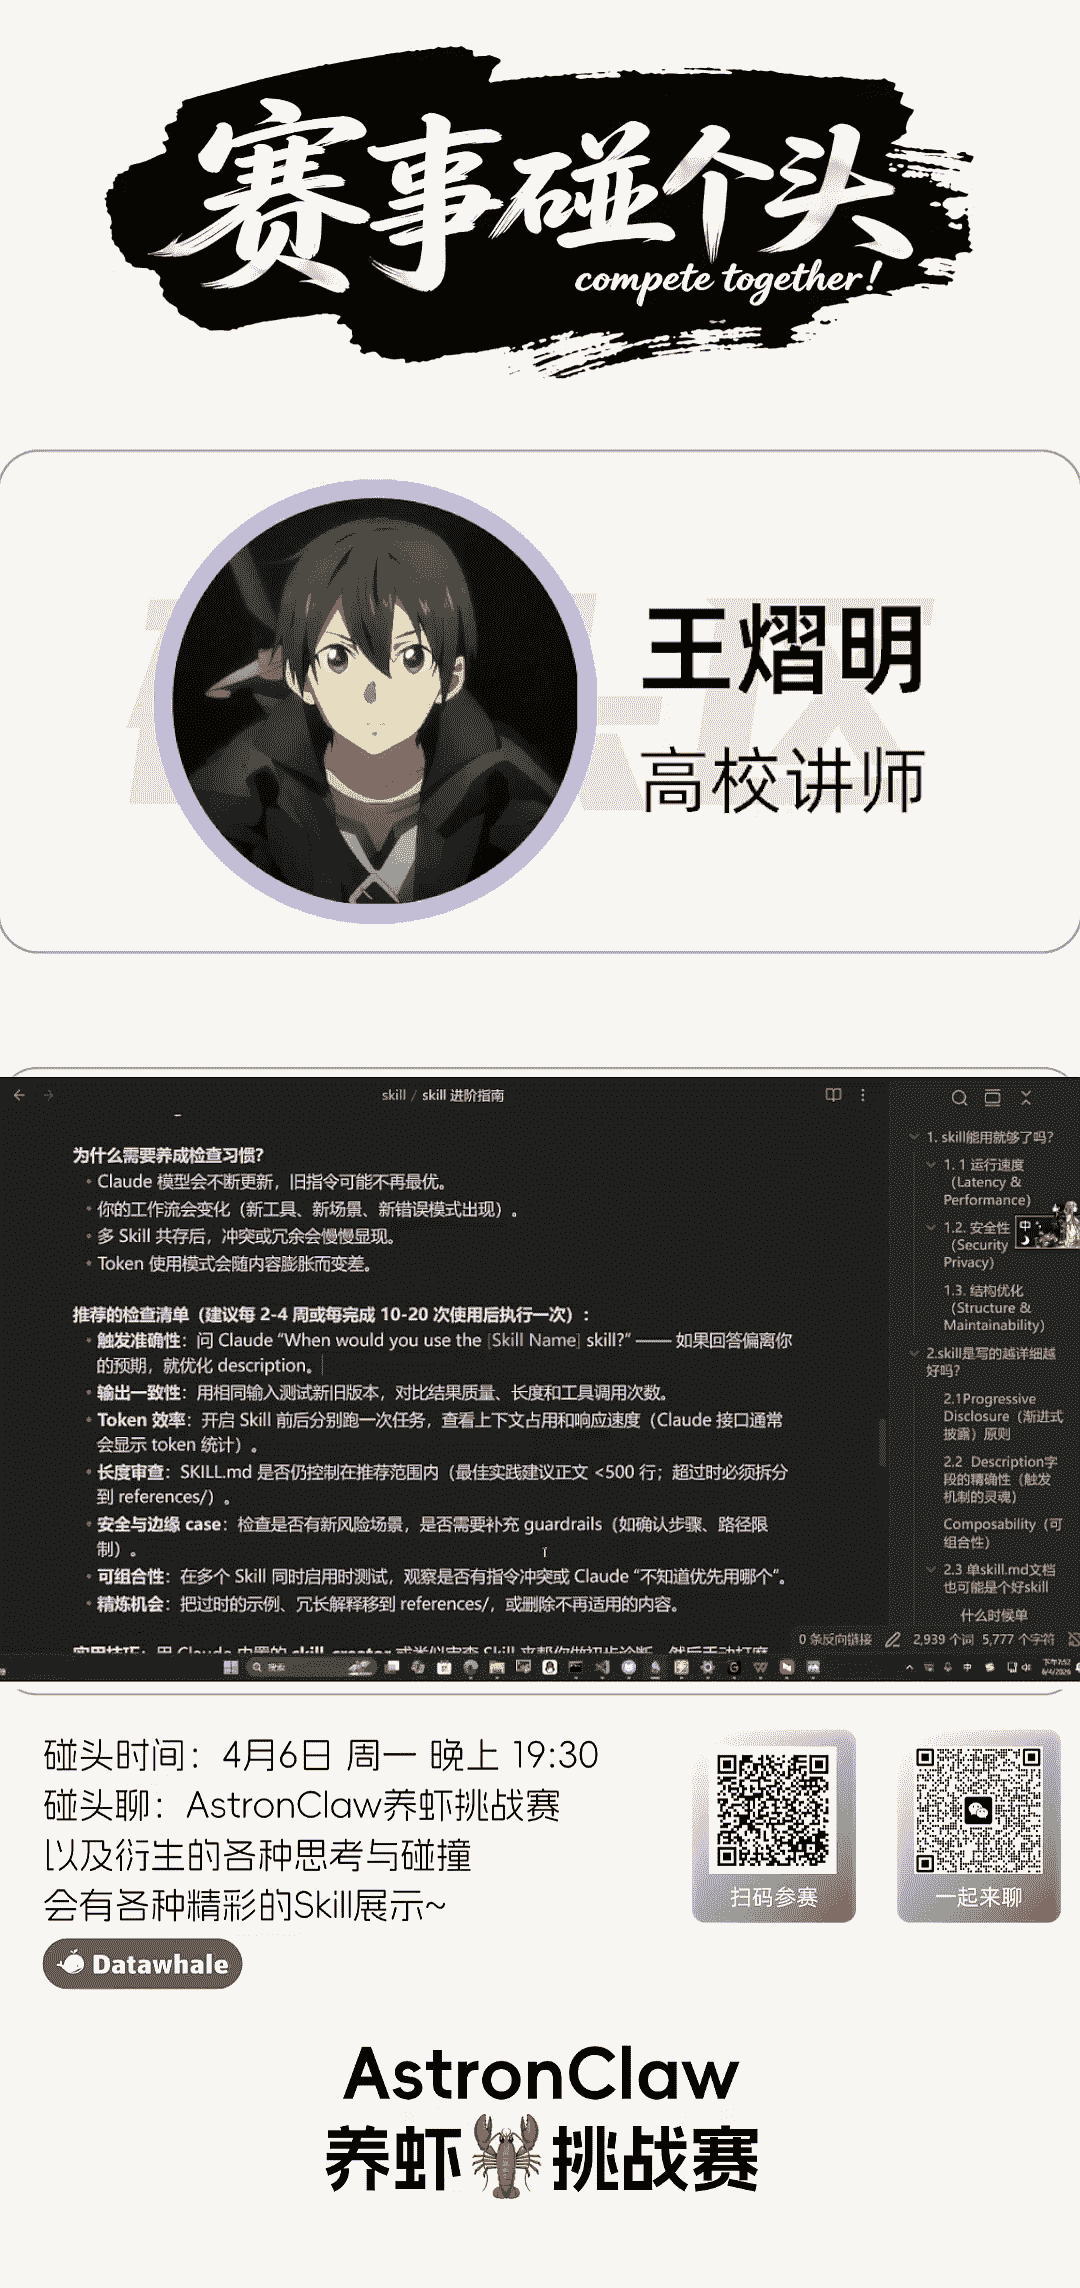 赛事碰个头
compete together!
王熠明
高校讲师
skill / skill 进阶指南
为什么需要养成检查习惯?
Claude 模型会不断更新，旧指令可能不再最优。
你的工作流会变化（新工具、新场景、新错误模式出现）。
多 Skill 共存后，冲突或冗余会慢慢显现。
Token 使用模式会随内容膨胀而变差。
推荐的检查清单（建议每 2-4 周或每完成 10-20 次使用后执行一次）:
触发准确性：问 Claude “When would you use the [Skill Name] skill?” —— 如果回答偏离你
的预期，就优化 description。
输出一致性：用相同输入测试新旧版本，对比结果质量、长度和工具调用次数。
Token 效率：开启 Skill 前后分别跑一次任务，查看上下文占用和响应速度（Claude 接口通常
会显示 token 统计）。
长度审查：SKILL.md 是否仍控制在推荐范围内（最佳实践建议正文 <500 行；超过时必须拆分
到 references/）。
安全与边缘 case：检查是否有新风险场景，是否需要补充 guardrails（如确认步骤、路径限
制）。
可组合性：在多个 Skill 同时启用时测试，观察是否有指令冲突或 Claude “不知道优先用哪个”。
精炼机会：把过时的示例、冗长解释移到 references/，或删除不再适用的内容。
1. skill能用就够了吗?
1. 1 运行速度
（Latency &
Performance）
1.2. 安全性
（Security
Privacy）
1.3. 结构优化
（Structure &
Maintainability）
2.skill是写的越详细越
好吗?
2.1Progressive
Disclosure（渐进式
披露）原则
2.2 Description字
段的精确性（触发
机制的灵魂）
Composability（可
组合性）
2.3 单skill.md文档
也可能是个好skill
什么时候单
0 条反向链接 2,939 个词 5,777 个字符
搜索
中
中
碰头时间：4月6日 周一 晚上 19:30
碰头聊：AstronClaw养虾挑战赛
以及衍生的各种思考与碰撞
会有各种精彩的Skill展示~
扫码参赛
一起来聊
Datawhale
AstronClaw
养虾挑战赛